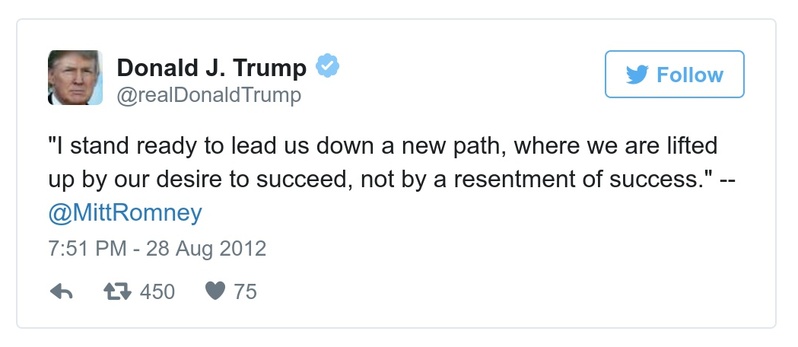 Donald J. Trump
@realDonaldTrump
Follow
"I stand ready to lead us down a new path, where we are lifted
up by our desire to succeed, not by a resentment of success." --
@MittRomney
7:51 PM - 28 Aug 2012
450 75